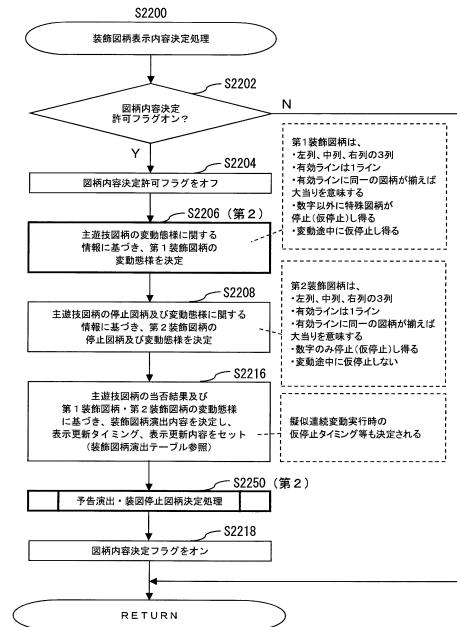 S2200
装飾図柄表示内容決定処理
S2202
図柄内容決定
許可フラグオン？
N
Y
第1装飾図柄は、
・左列、中列、右列の3列
・有効ラインは1ライン
・有効ラインに同一の図柄が揃えば
大当りを意味する
・数字以外に特殊図柄が
停止（仮停止）し得る
・変動途中に仮停止し得る
S2204
図柄内容決定許可フラグをオフ
S2206（第2）
主遊技図柄の変動態様に関する
情報に基づき、第1装飾図柄の
変動態様を決定
S2208
主遊技図柄の停止図柄及び変動態様に関する
情報に基づき、第2装飾図柄の
停止図柄及び変動態様を決定
第2装飾図柄は、
・左列、中列、右列の3列
・有効ラインは1ライン
・有効ラインに同一の図柄が揃えば
大当りを意味する
・数字のみ停止（仮停止）し得る
・変動途中に仮停止しない
S2216
主遊技図柄の当否結果及び
第1装飾図柄・第2装飾図柄の変動態様
に基づき、装飾図柄演出内容を決定し、
表示更新タイミング、表示更新内容をセット
（装飾図柄演出テーブル参照）
擬似連続変動実行時の
仮停止タイミング等も決定される
S2250（第2）
予告演出・装図停止図柄決定処理
S2218
図柄内容決定フラグをオン
RETURN